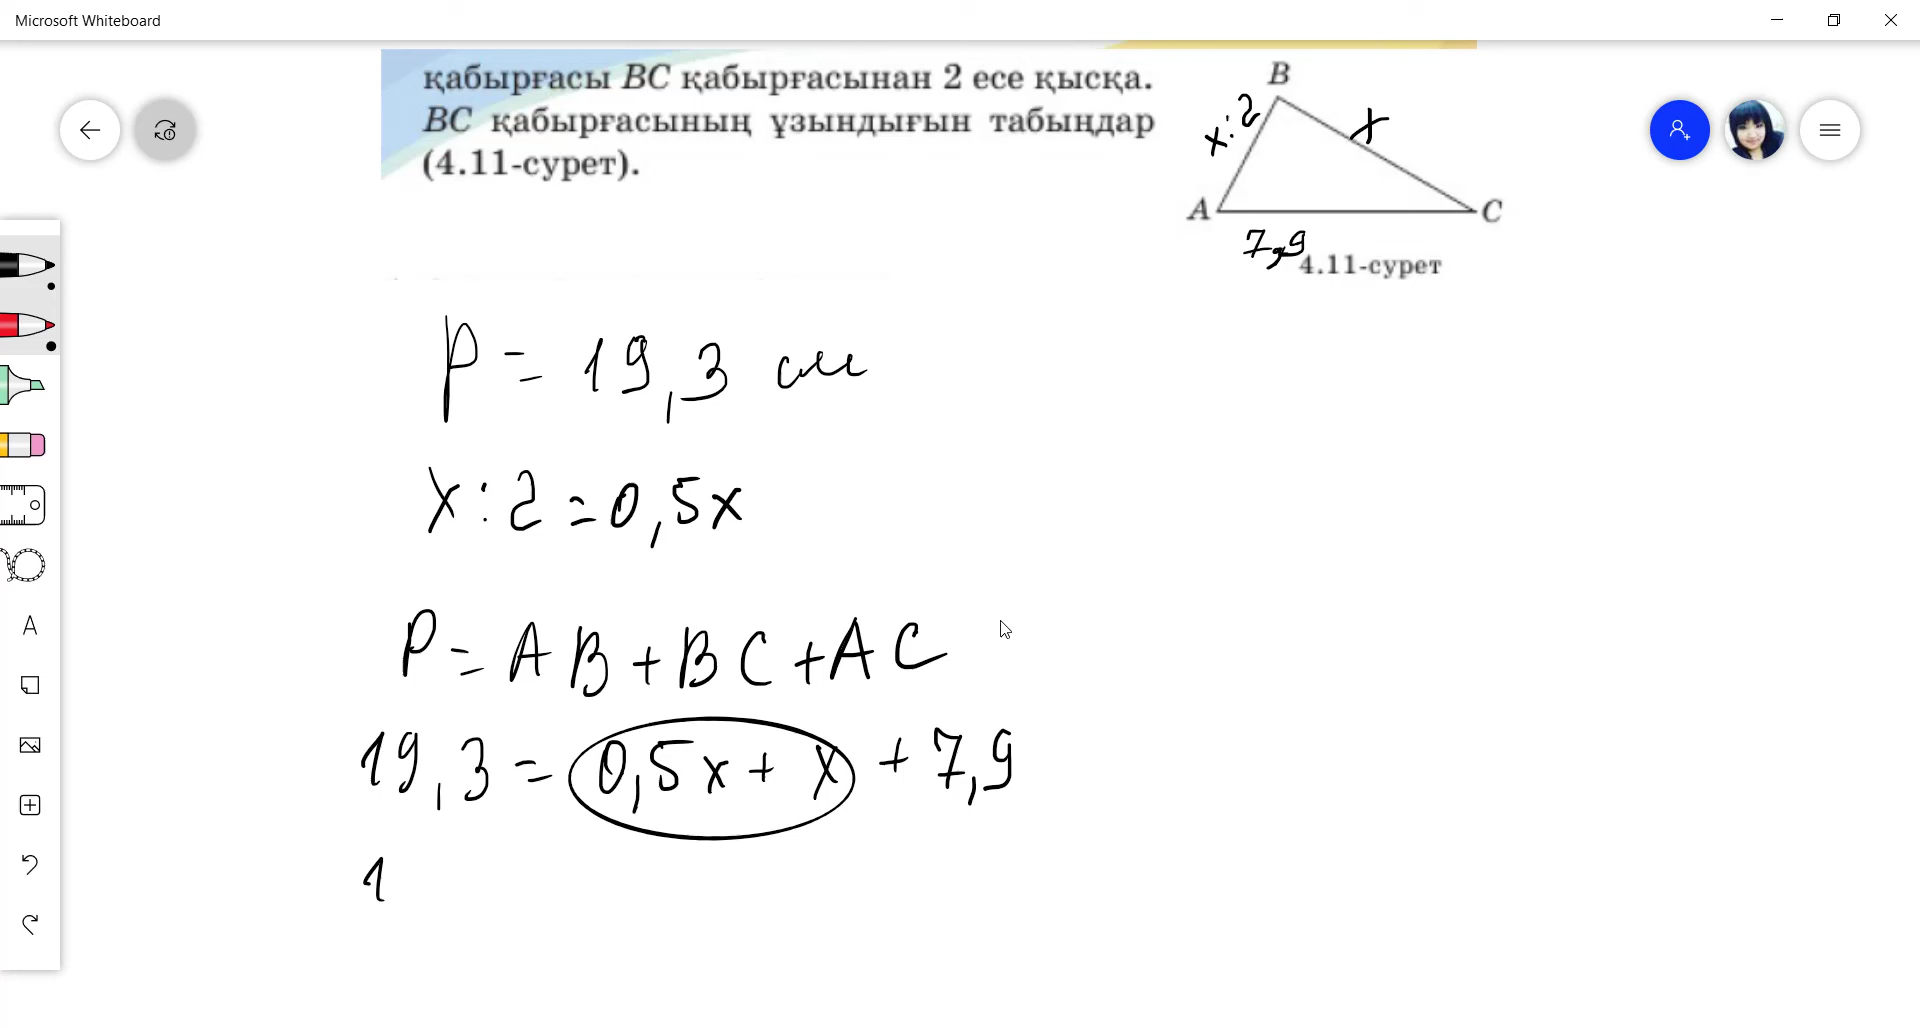 Microsoft Whiteboard
қабырғасы BC қабырғасынан 2 есе қысқа.
BC қабырғасының ұзындығын табыңдар
(4.11-сурет).
B
x:2
x
A
C
7,9
4.11-сурет
P = 19,3 см
x:2=0,5x
P=AB+BC+AC
19,3=0,5x+x+7,9
1
A